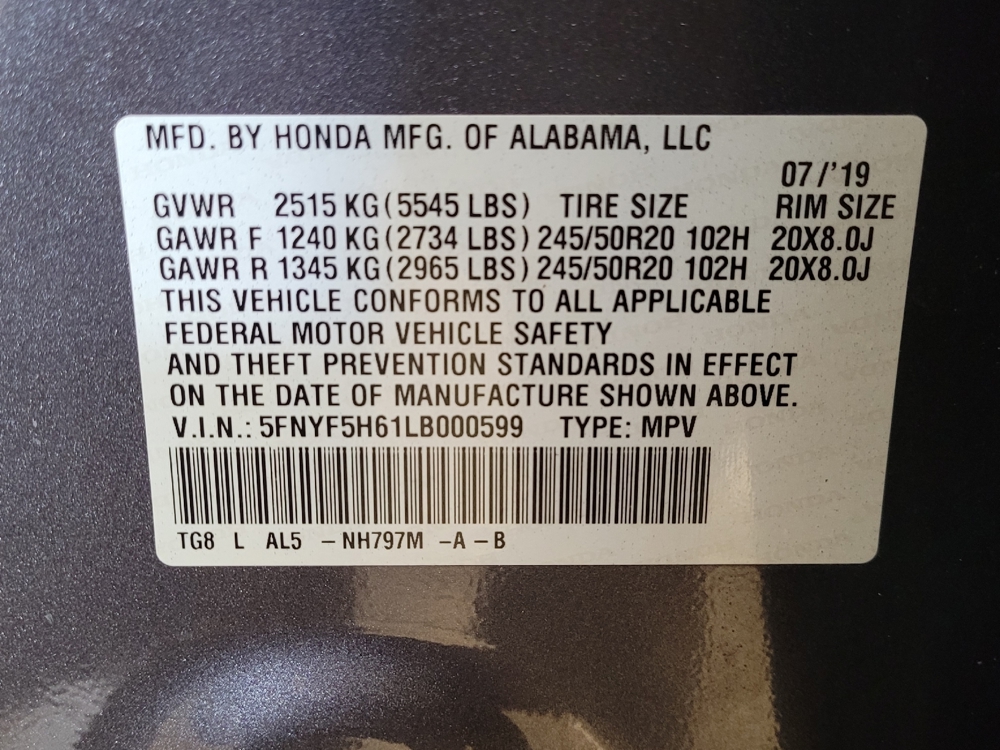 MFD. BY HONDA MFG. OF ALABAMA, LLC
07/'19
GVWR 2515 KG (5545 LBS) TIRE SIZE RIM SIZE
GAWR F 1240 KG (2734 LBS) 245/50R20 102H 20X8.0J
GAWR R 1345 KG (2965 LBS) 245/50R20 102H 20X8.0J
THIS VEHICLE CONFORMS TO ALL APPLICABLE
FEDERAL MOTOR VEHICLE SAFETY
AND THEFT PREVENTION STANDARDS IN EFFECT
ON THE DATE OF MANUFACTURE SHOWN ABOVE.
V.I.N.: 5FNYF5H61LB000599 TYPE: MPV
TG8 L AL5 – NH797M – A – B